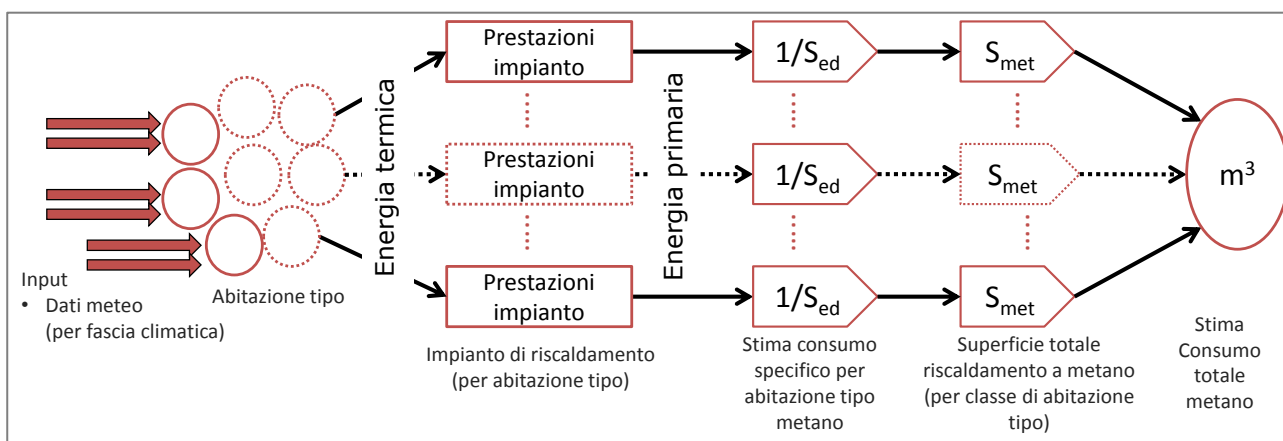 Prestazioni
impianto
1/Sed
Smet
Energia termica
Energia primaria
Prestazioni
impianto
1/Sed
Smet
m³
Prestazioni
impianto
1/Sed
Smet
Input
• Dati meteo
(per fascia climatica)
Abitazione tipo
Impianto di riscaldamento
(per abitazione tipo)
Stima consumo
specifico per
abitazione tipo
metano
Superficie totale
riscaldamento a metano
(per classe di abitazione
tipo)
Stima
Consumo
totale
metano